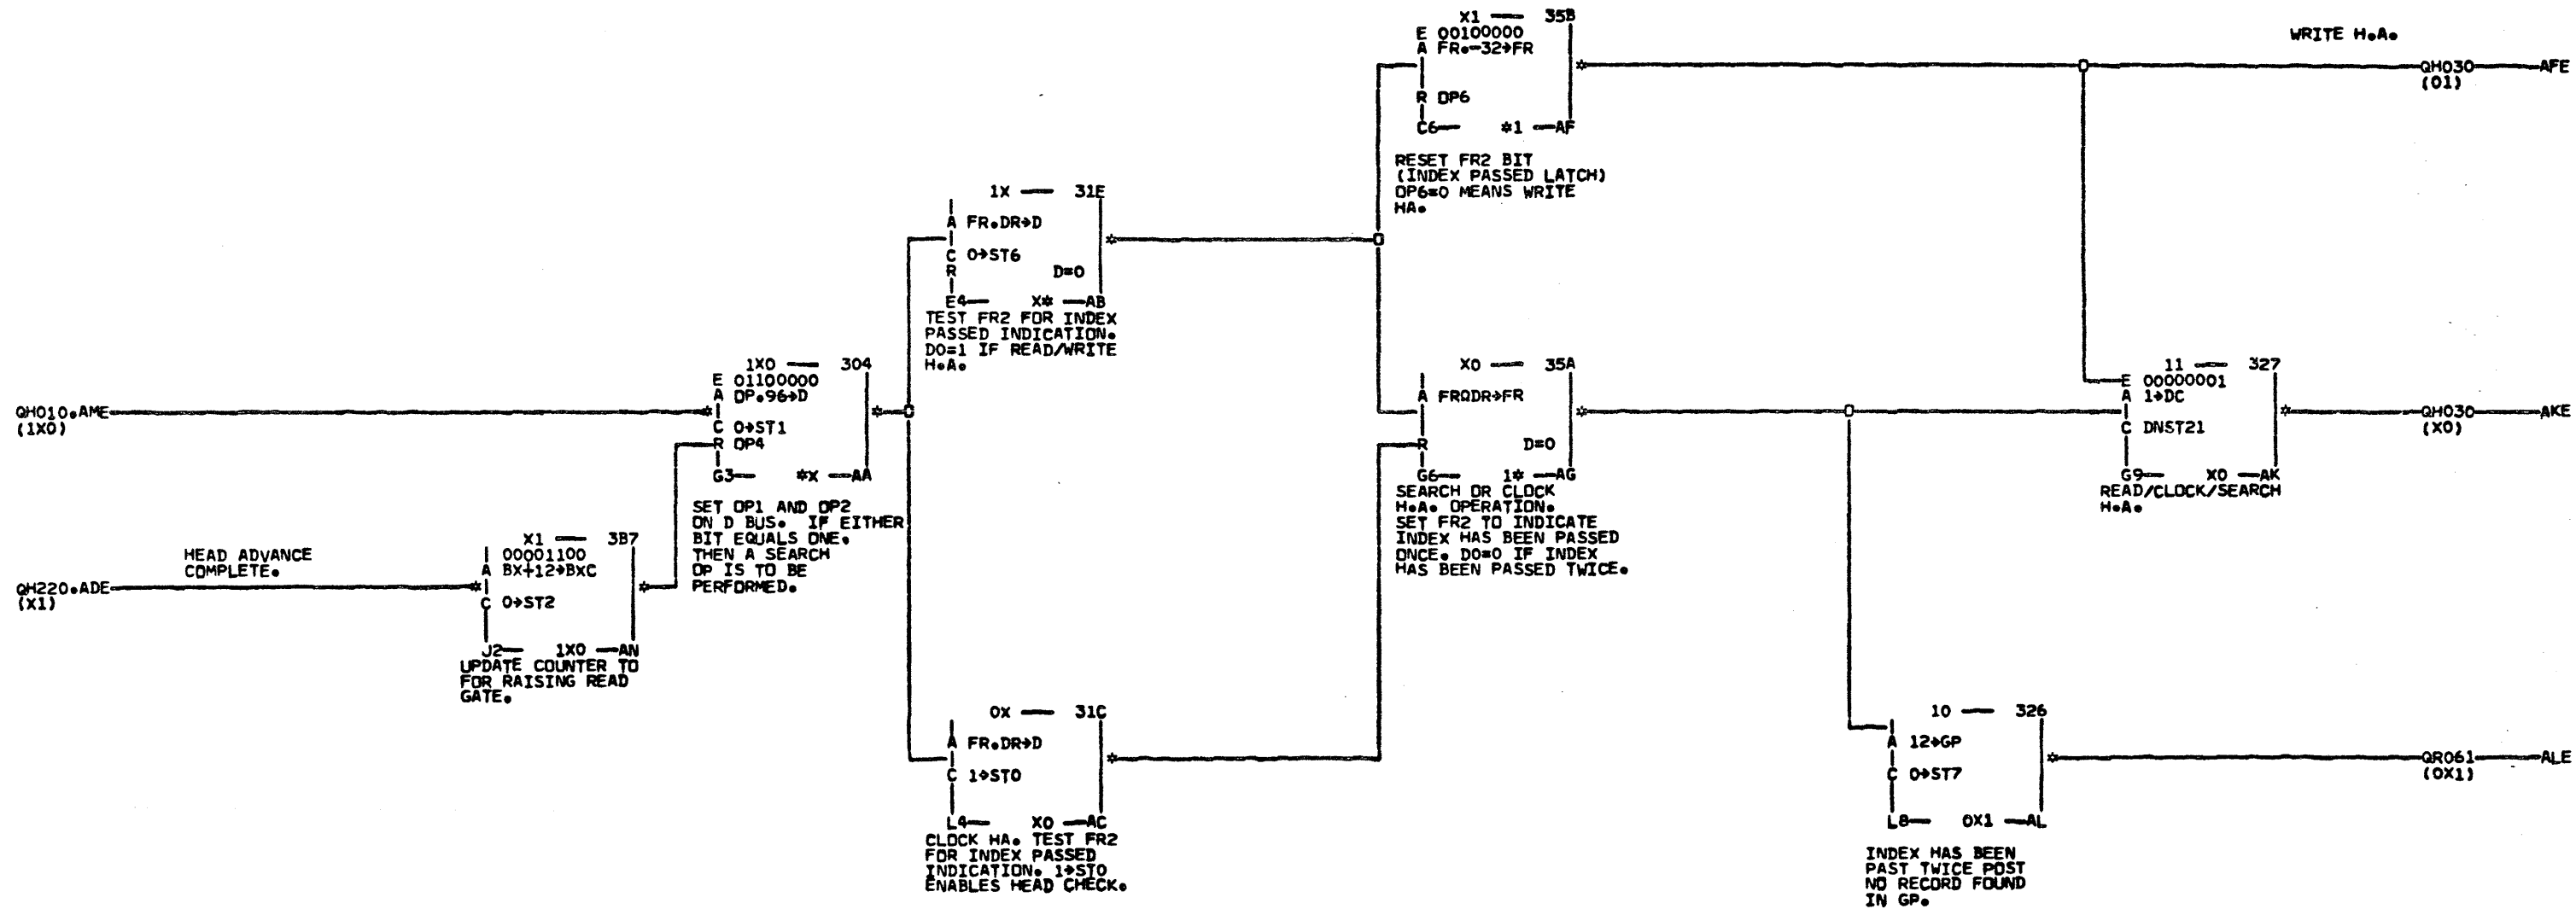 X1 — 35B
E 00100000
A FR.-32→FR
R OP6
C6— *1 —AF
RESET FR2 BIT
(INDEX PASSED LATCH)
OP6=0 MEANS WRITE
HA.
WRITE H.A.
QH030 AFE
(01)
1X — 31E
A FR.DR→D
C 0→ST6
R D=0
E4— X* —AB
TEST FR2 FOR INDEX
PASSED INDICATION.
D0=1 IF READ/WRITE
H.A.
QH010.AME
(1X0)
1X0 — 304
E 01100000
A OP.96→D
C 0→ST1
R OP4
G3— *X —AA
SET OP1 AND OP2
ON D BUS. IF EITHER
BIT EQUALS ONE.
THEN A SEARCH
OP IS TO BE
PERFORMED.
X0 — 35A
A FRΩDR→FR
R D=0
G6— 1* —AG
SEARCH OR CLOCK
H.A. OPERATION.
SET FR2 TO INDICATE
INDEX HAS BEEN PASSED
ONCE. D0=0 IF INDEX
HAS BEEN PASSED TWICE.
11 — 327
E 00000001
A 1→DC
C DNST21
G9— X0 —AK
READ/CLOCK/SEARCH
H.A.
QH030 AKE
(X0)
HEAD ADVANCE
COMPLETE.
QH220.ADE
(X1)
X1 — 3B7
00001100
A BX+12→BXC
C 0→ST2
J2— 1X0 —AN
UPDATE COUNTER TO
FOR RAISING READ
GATE.
0X — 31C
A FR.DR→D
C 1→ST0
L4— X0 —AC
CLOCK HA. TEST FR2
FOR INDEX PASSED
INDICATION. 1→ST0
ENABLES HEAD CHECK.
10 — 326
A 12→GP
C 0→ST7
L8— 0X1 —AL
INDEX HAS BEEN
PAST TWICE POST
NO RECORD FOUND
IN GP.
QR061 ALE
(0X1)